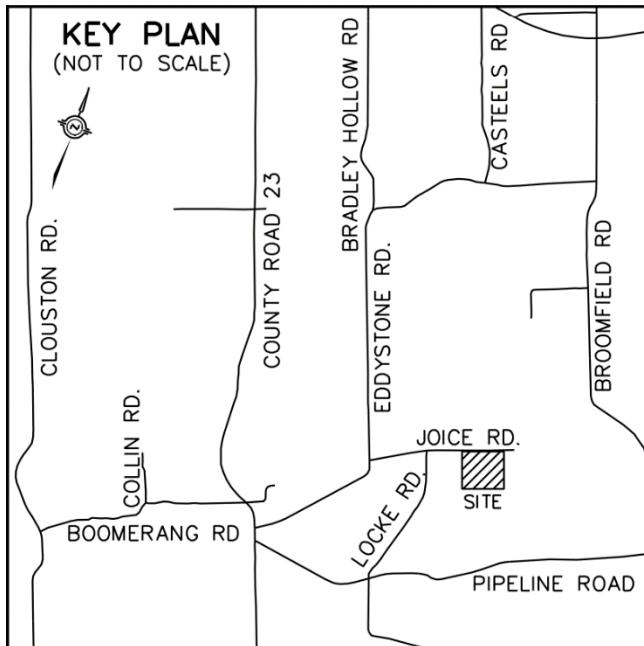 KEY PLAN
(NOT TO SCALE)
N
CLOUSTON RD.
COUNTY ROAD 23
BRADLEY HOLLOW RD
CASTEELS RD
EDDYSTONE RD.
BROOMFIELD RD
COLLIN RD.
BOOMERANG RD
JOICE RD.
LOCKE RD.
SITE
PIPELINE ROAD